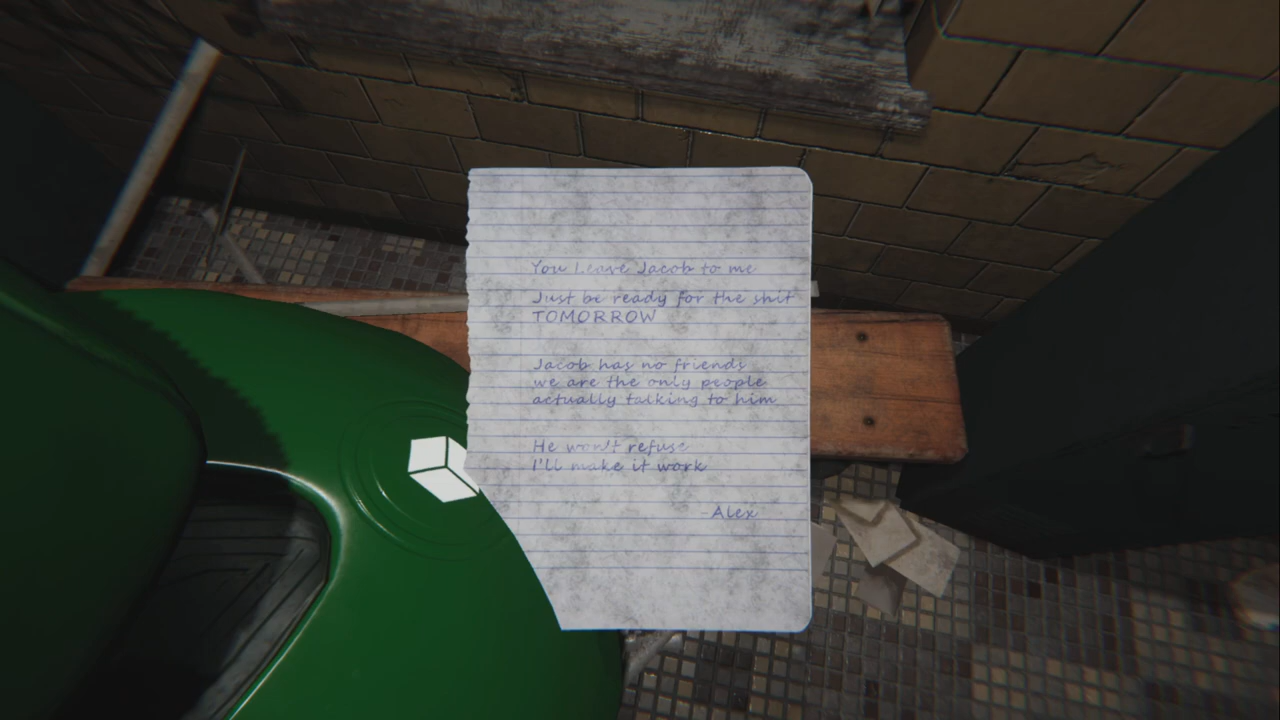 You Leave Jacob to me
Just be ready for the shit
TOMORROW
Jacob has no friends
we are the only people
actually talking to him
He won't refuse
I'll make it work
-Alex